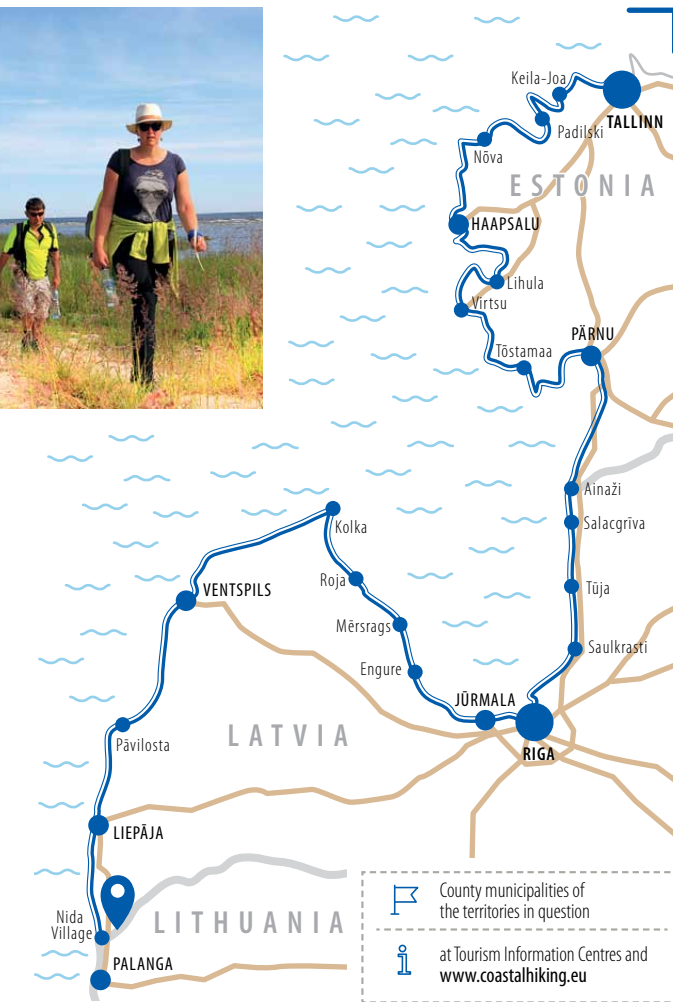 Keila-Joa
TALLINN
Padilski
Nõva
ESTONIA
HAAPSALU
Lihula
Virtsu
PÄRNU
Tõstamaa
Ainaži
Kolka
Salacgrīva
Roja
VENTSPILS
Tūja
Mērsrags
Saulkrasti
Engure
JŪRMALA
Pāvilosta
LATVIA
RIGA
LIEPĀJA
Nida
Village
LITHUANIA
PALANGA
County municipalities of
the territories in question
at Tourism Information Centres and
www.coastalhiking.eu